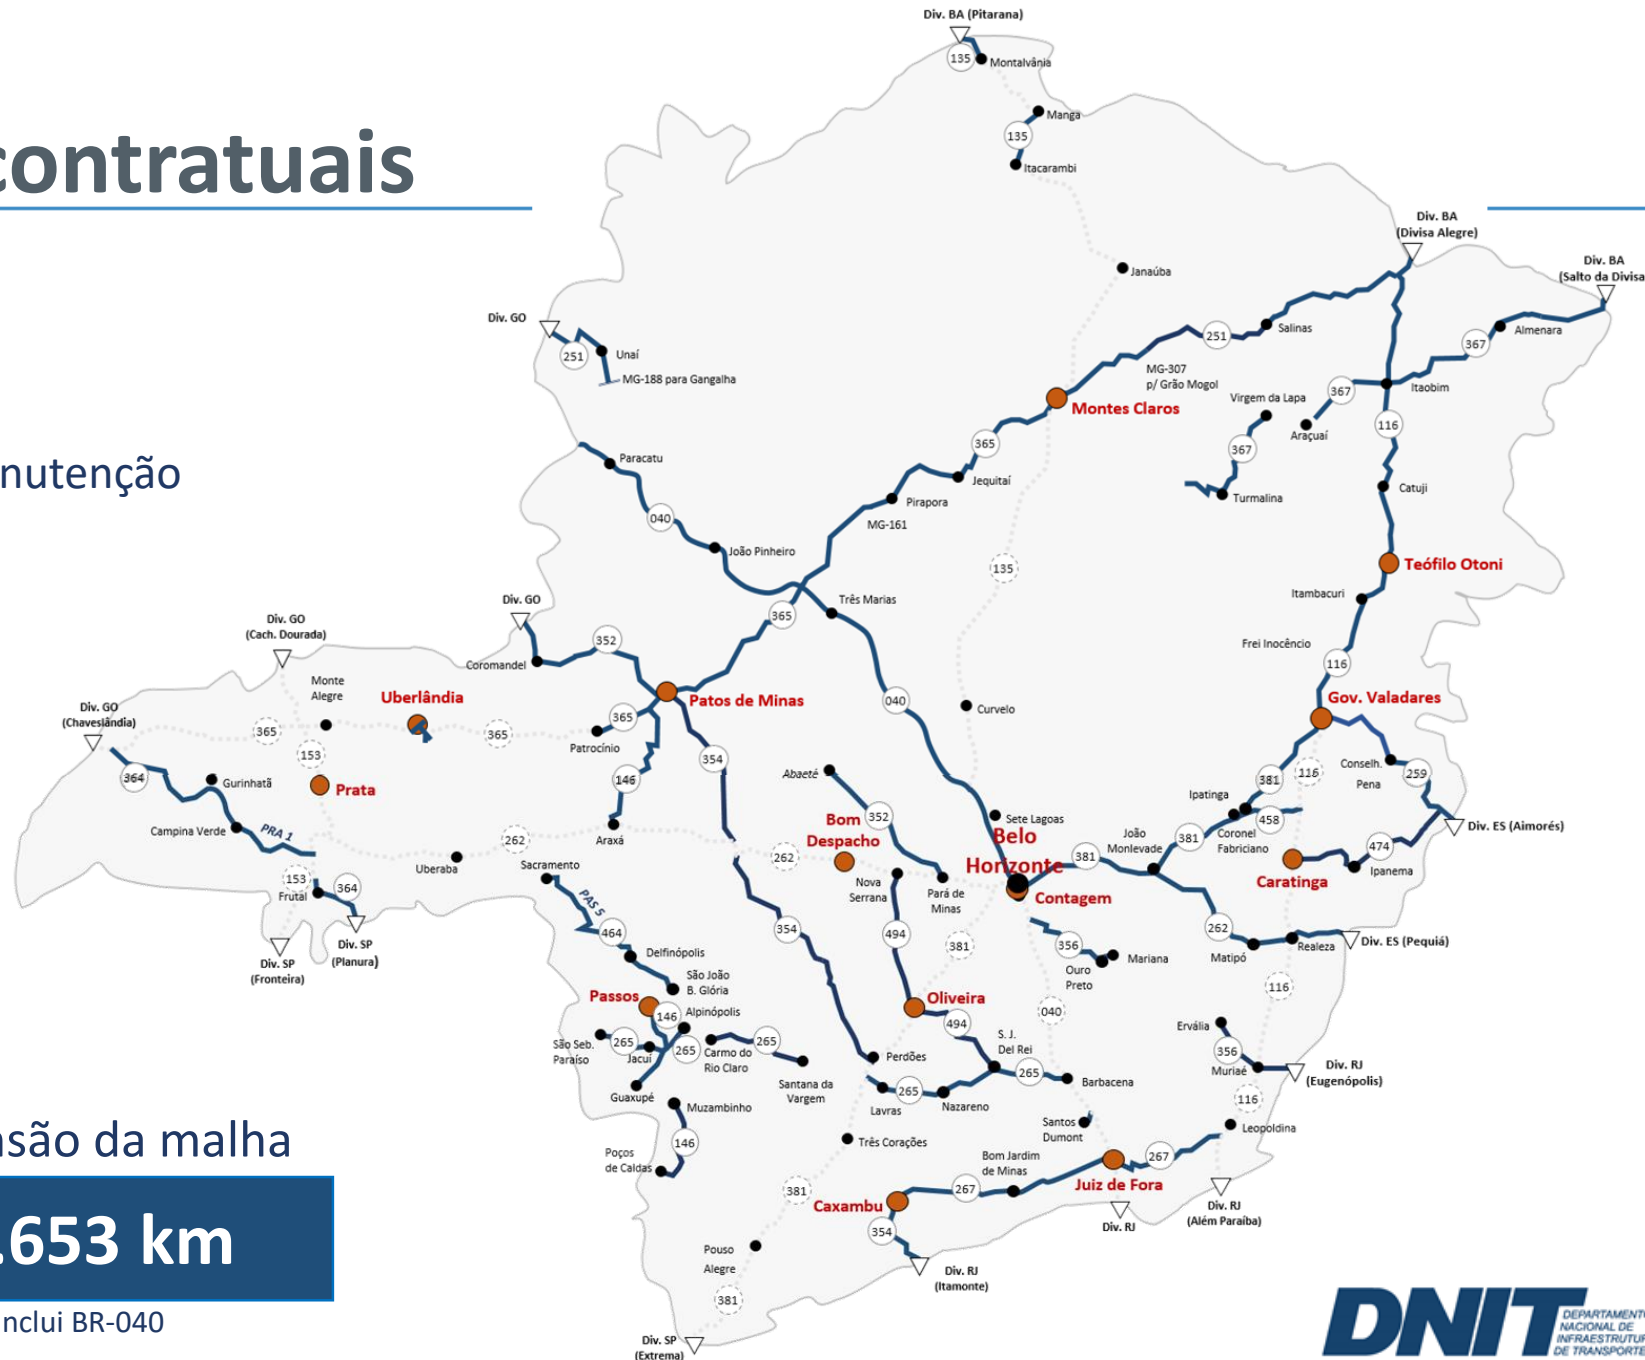 contratuais
nutenção
são da malha
.653 km
nclui BR-040
Div. BA (Pitarana)
135
Montalvânia
Manga
135
Itacarambi
Janaúba
Div. BA
(Divisa Alegre)
Div. BA
(Salto da Divisa
Div. GO
251
Unaí
MG-188 para Gangalha
Salinas
251
MG-307
p/ Grão Mogol
Almenara
367
Itaobim
367
Virgem da Lapa
Araçuaí
367
Turmalina
116
Catuji
Montes Claros
365
Jequitaí
Pirapora
MG-161
Paracatu
040
João Pinheiro
135
Teófilo Otoni
Itambacuri
Três Marias
365
Div. GO
352
Coromandel
Frei Inocêncio
116
Gov. Valadares
Div. GO
(Cach. Dourada)
Monte
Alegre
Uberlândia
Patos de Minas
040
Curvelo
Div. GO
(Chaveslândia)
365
153
365
365
Patrocínio
354
364
Gurinhatã
Prata
146
Araxá
Abaeté
352
Bom
Despacho
Campina Verde
PRA 1
262
Uberaba
262
Sacramento
PAS 5
153
Frutal
364
Div. SP
(Planura)
Div. SP
(Fronteira)
Conselh.
Pena
259
381
116
Ipatinga
458
Coronel
Fabriciano
Div. ES (Aimorés)
Sete Lagoas
Belo
Horizonte
381
João
Monlevade
381
474
Caratinga
Ipanema
Contagem
Nova
Serrana
Pará de
Minas
494
381
354
464
Delfinópolis
São João
B. Glória
Passos
146
Alpinópolis
262
Matipó
Realeza
Div. ES (Pequiá)
356
Ouro
Preto
Mariana
116
Oliveira
494
040
S. J.
Del Rei
São Seb.
Paraíso
265
Jacuí
265
Carmo do
Rio Claro
265
Santana da
Vargem
Guaxupé
Perdões
265
Lavras
Nazareno
265
Barbacena
Ervália
356
Muriaé
Div. RJ
(Eugenópolis)
116
Leopoldina
Muzambinho
146
Poços
de Caldas
Três Corações
Santos
Dumont
Bom Jardim
de Minas
267
Juiz de Fora
267
Caxambu
354
381
Pouso
Alegre
381
Div. RJ
(Itamonte)
Div. RJ
Div. RJ
(Além Paraíba)
Div. SP
(Extrema)
DNIT
DEPARTAMENTO
NACIONAL DE
INFRAESTRUTUR
DE TRANSPORTE